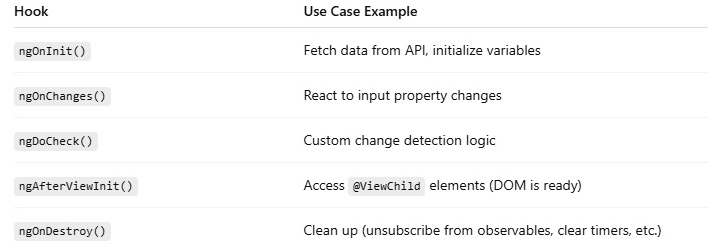 Hook Use Case Example
ngOnInit() Fetch data from API, initialize variables
ngOnChanges() React to input property changes
ngDoCheck() Custom change detection logic
ngAfterViewInit() Access @ViewChild elements (DOM is ready)
ngOnDestroy() Clean up (unsubscribe from observables, clear timers, etc.)